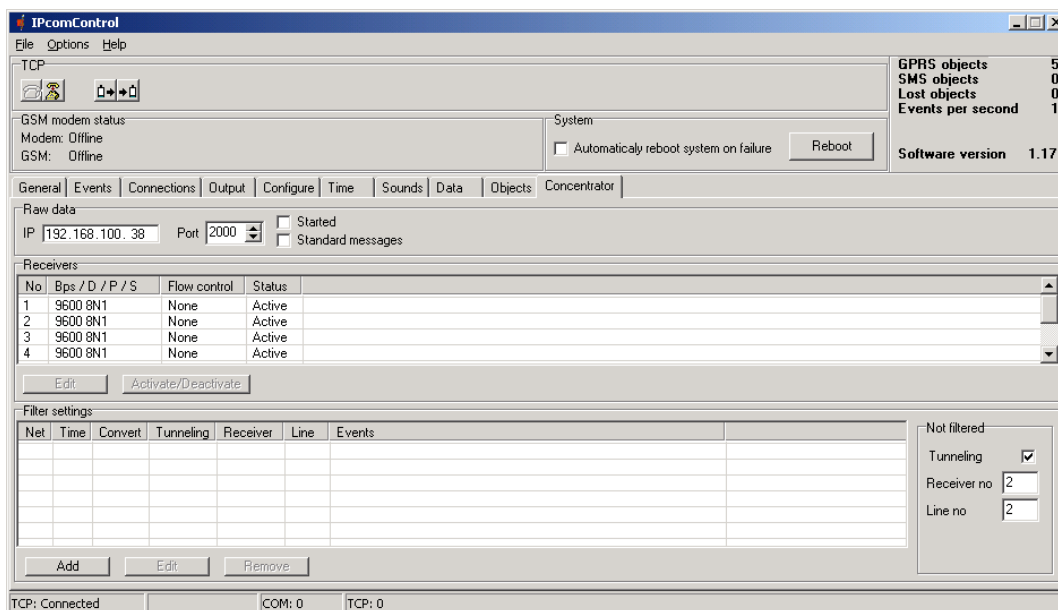 IPcomControl
File Options Help
TCP
GPRS objects 5
SMS objects 0
Lost objects 0
Events per second 1
Software version 1.17
GSM modem status
Modem: Offline
GSM: Offline
System
Automaticaly reboot system on failure
Reboot
General Events Connections Output Configure Time Sounds Data Objects Concentrator
Raw data
IP 192.168.100. 38 Port 2000
Started
Standard messages
Receivers
No Bps / D / P / S Flow control Status
1 9600 8N1 None Active
2 9600 8N1 None Active
3 9600 8N1 None Active
4 9600 8N1 None Active
Edit Activate/Deactivate
Filter settings
Net Time Convert Tunneling Receiver Line Events
Not filtered
Tunneling
Receiver no 2
Line no 2
Add Edit Remove
TCP: Connected COM: 0 TCP: 0